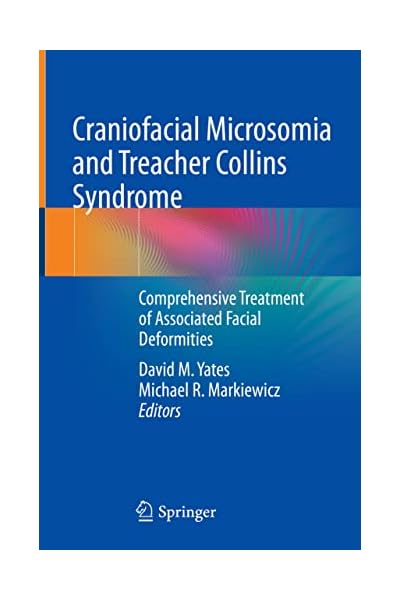 Craniofacial Microsomia
and Treacher Collins
Syndrome
Comprehensive Treatment
of Associated Facial
Deformities
David M. Yates
Michael R. Markiewicz
Editors
Springer